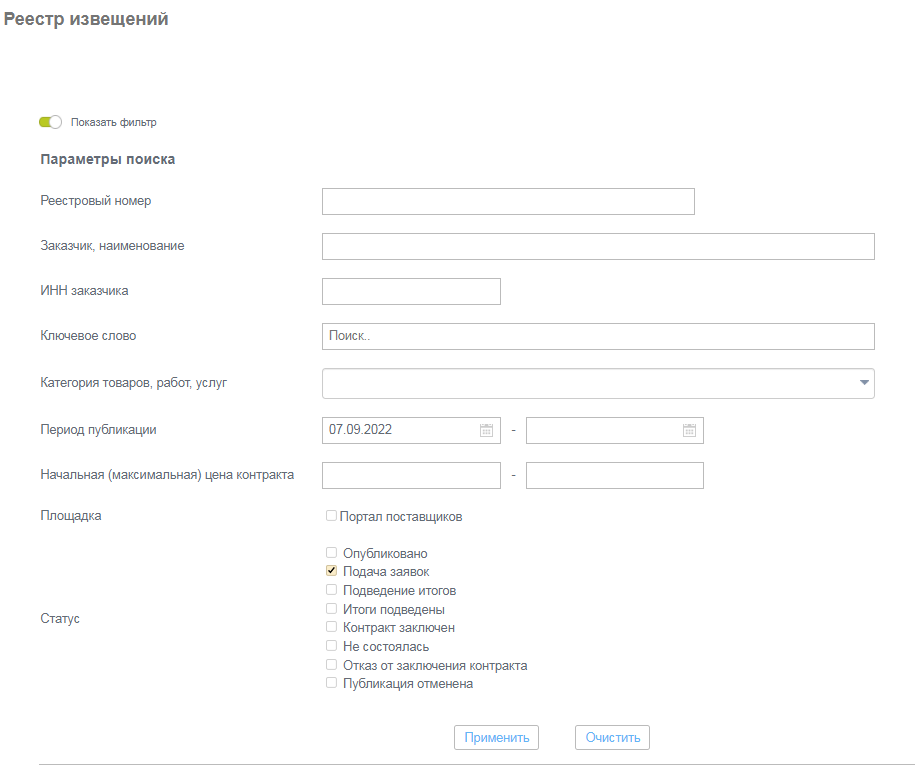 Реестр извещений
Показать фильтр
Параметры поиска
Реестровый номер
Заказчик, наименование
ИНН заказчика
Ключевое слово Поиск..
Категория товаров, работ, услуг
Период публикации 07.09.2022 -
Начальная (максимальная) цена контракта -
Площадка Портал поставщиков
Опубликовано
Подача заявок
Подведение итогов
Итоги подведены
Статус
Контракт заключен
Не состоялась
Отказ от заключения контракта
Публикация отменена
Применить Очистить